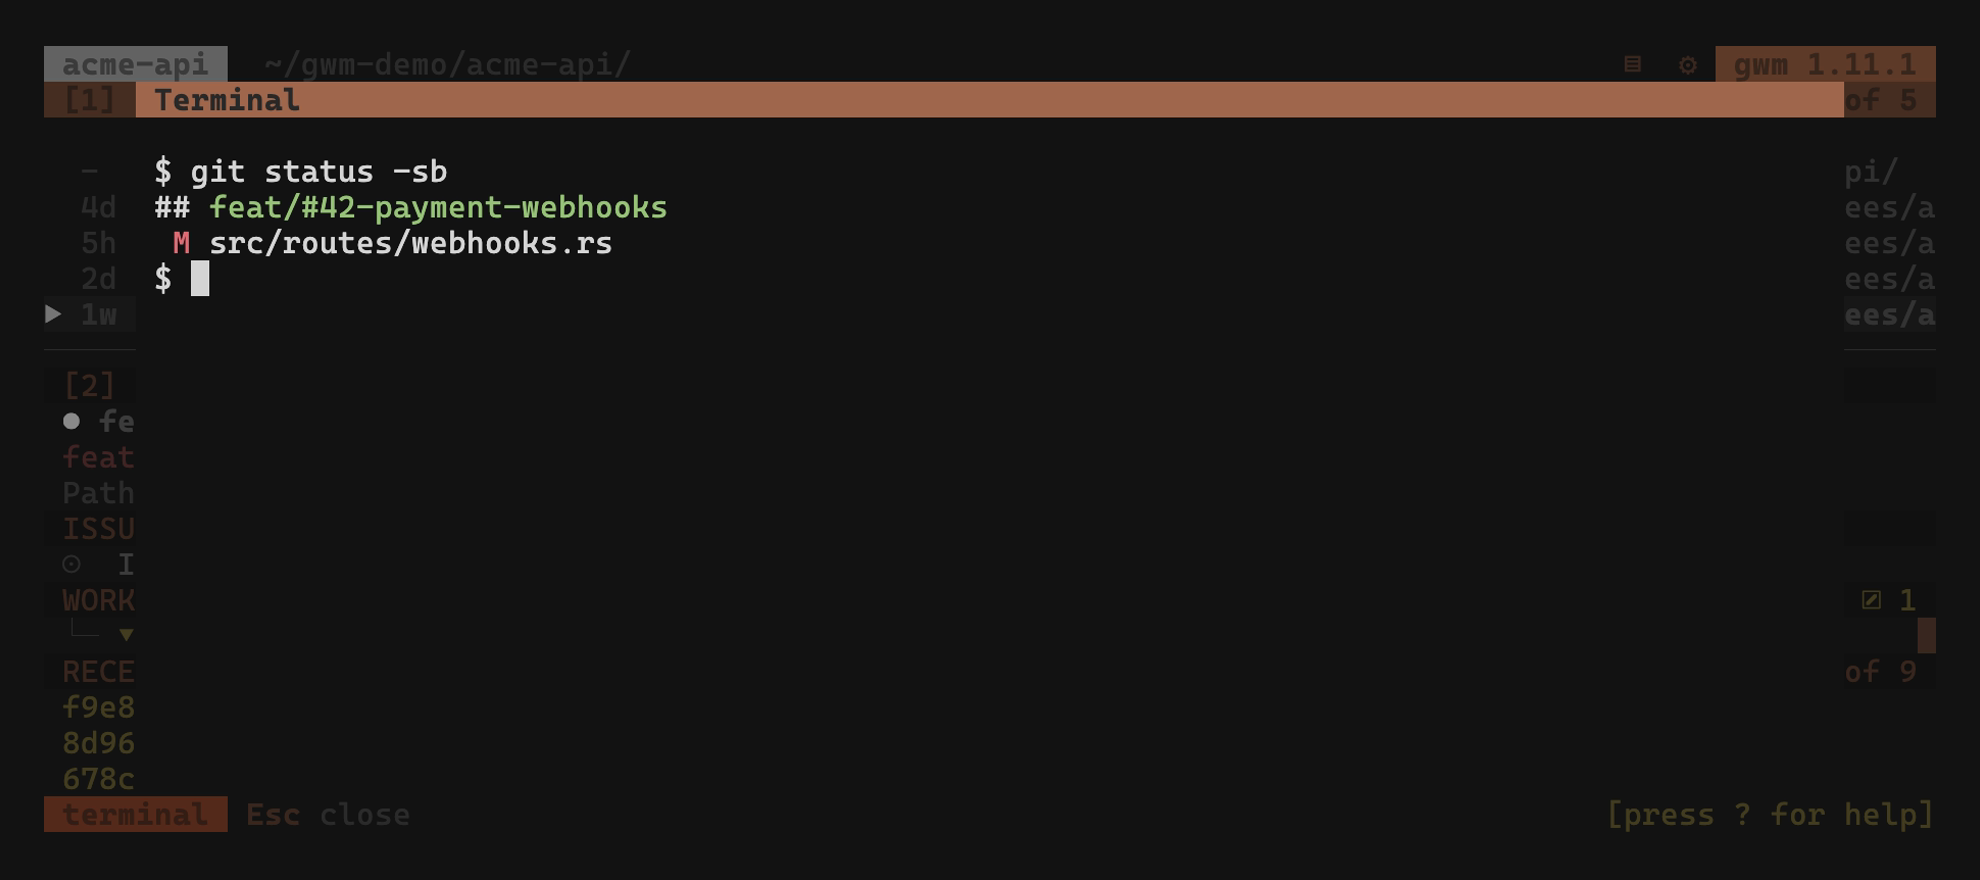 acme-api ~/gwm-demo/acme-api/ gwm 1.11.1
[1] Terminal of 5
- $ git status -sb pi/
4d ## feat/#42-payment-webhooks ees/a
5h M src/routes/webhooks.rs ees/a
2d $ ees/a
▶ 1w ees/a
[2]
● fe
feat
Path
ISSU
I
WORK 1
▼
RECE of 9
f9e8
8d96
678c
terminal Esc close [press ? for help]